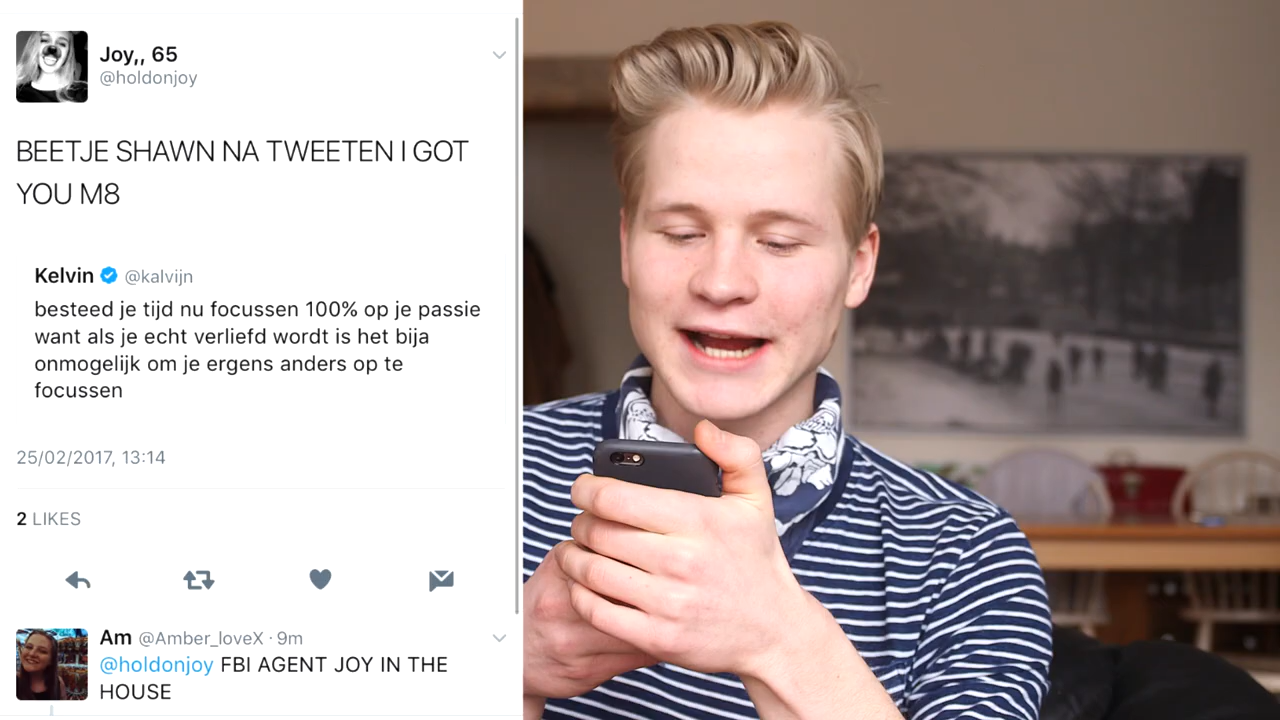 Joy,, 65
@holdonjoy
BEETJE SHAWN NA TWEETEN I GOT
YOU M8
Kelvin @kalvijn
besteed je tijd nu focussen 100% op je passie
want als je echt verliefd wordt is het bija
onmogelijk om je ergens anders op te
focussen
25/02/2017, 13:14
2 LIKES
Am @Amber_loveX · 9m
@holdonjoy FBI AGENT JOY IN THE
HOUSE